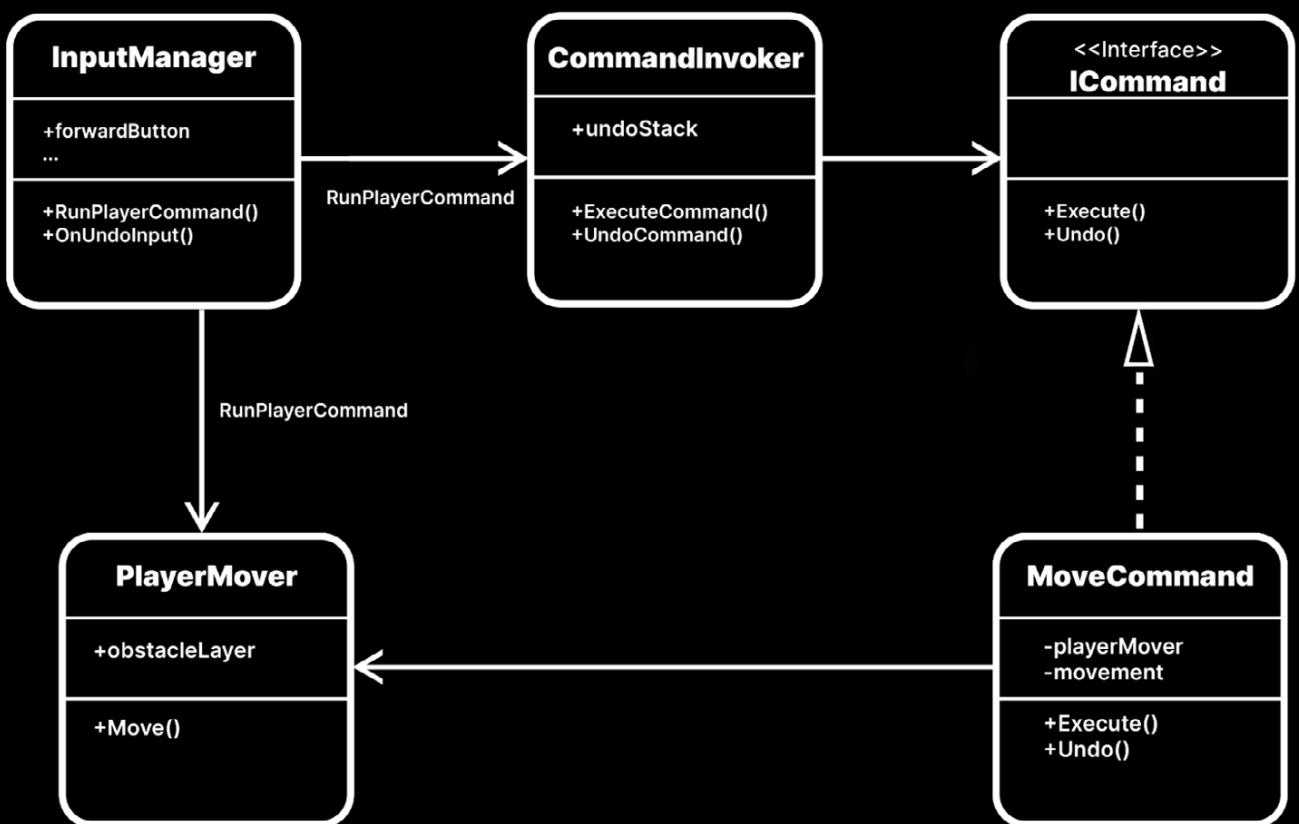 InputManager
+forwardButton
...
+RunPlayerCommand()
+OnUndoInput()
RunPlayerCommand
CommandInvoker
+undoStack
+ExecuteCommand()
+UndoCommand()
<<Interface>>
ICommand
+Execute()
+Undo()
RunPlayerCommand
PlayerMover
+obstacleLayer
+Move()
MoveCommand
-playerMover
-movement
+Execute()
+Undo()